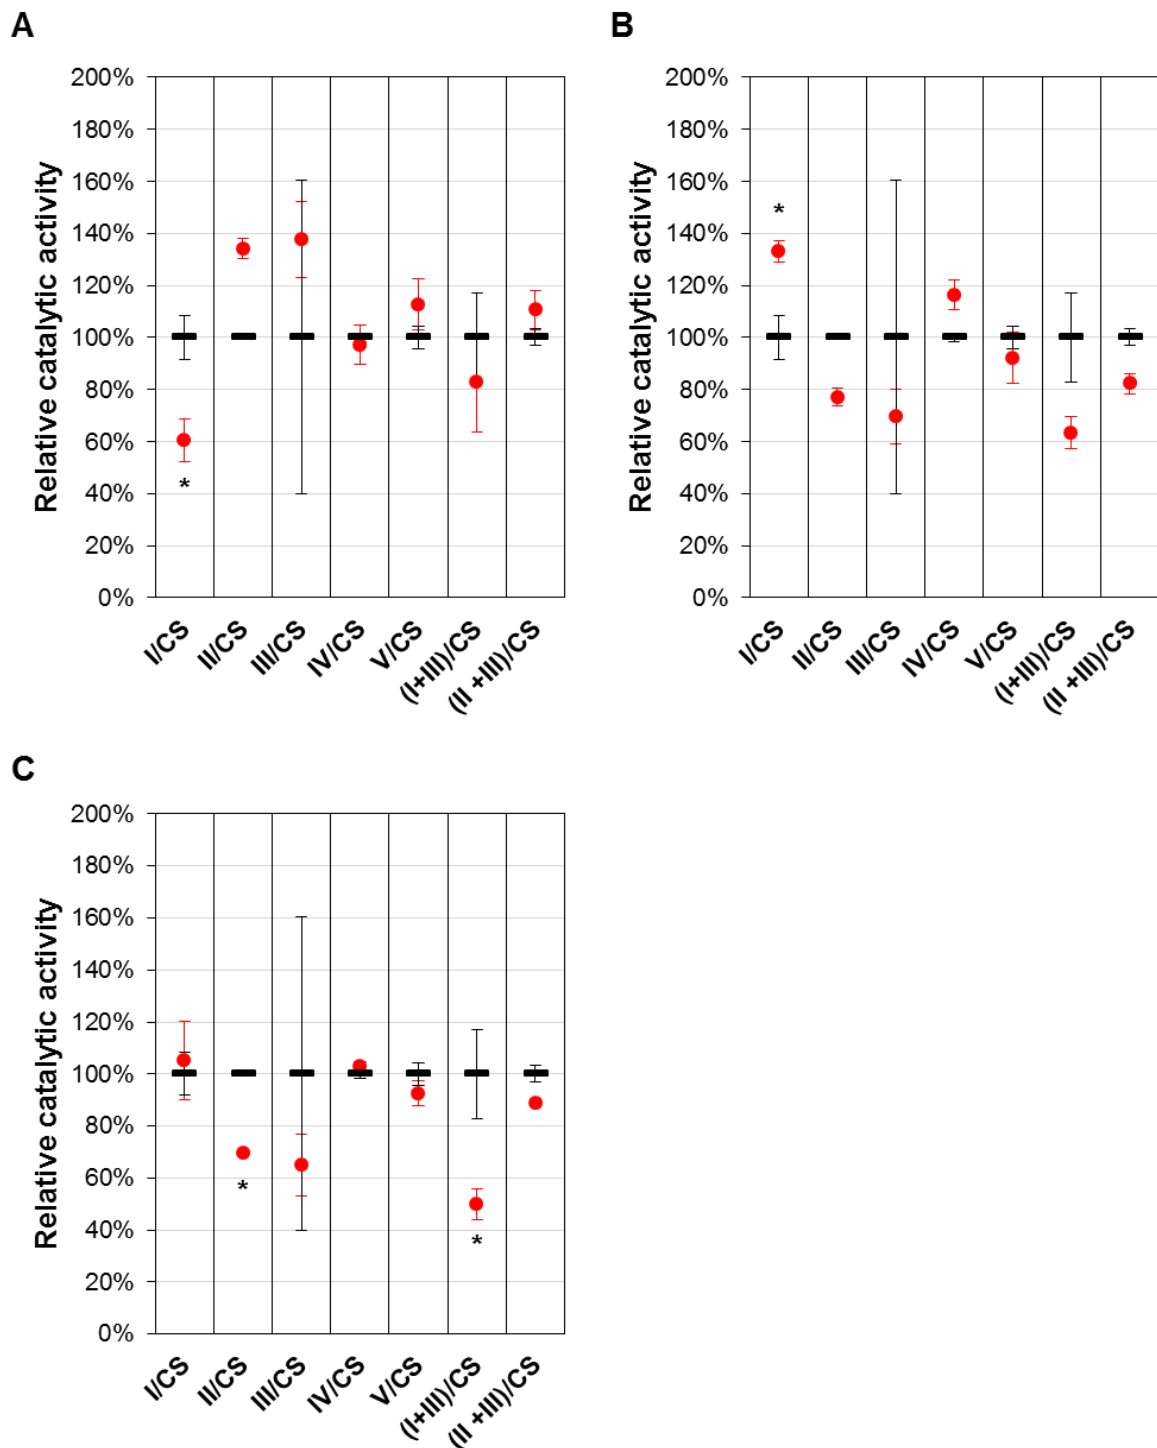 A
Relative catalytic activity
200%
180%
160%
140%
120%
100%
80%
60%
40%
20%
0%
*
I/CS
II/CS
III/CS
IV/CS
V/CS
(I+III)/CS
(II +III)/CS
B
Relative catalytic activity
200%
180%
160%
140%
120%
100%
80%
60%
40%
20%
0%
*
I/CS
II/CS
III/CS
IV/CS
V/CS
(I+III)/CS
(II +III)/CS
C
Relative catalytic activity
200%
180%
160%
140%
120%
100%
80%
60%
40%
20%
0%
*
*
I/CS
II/CS
III/CS
IV/CS
V/CS
(I+III)/CS
(II +III)/CS